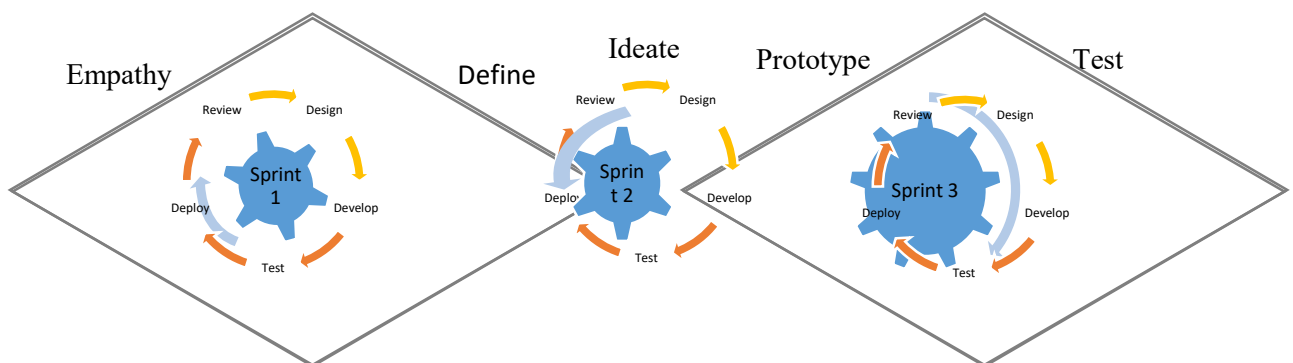 Empathy
Define
Ideate
Prototype
Test
Review
Design
Sprint
1
Deploy
Develop
Test
Review
Design
Sprin
t 2
Deploy
Develop
Test
Review
Design
Sprint 3
Deploy
Develop
Test